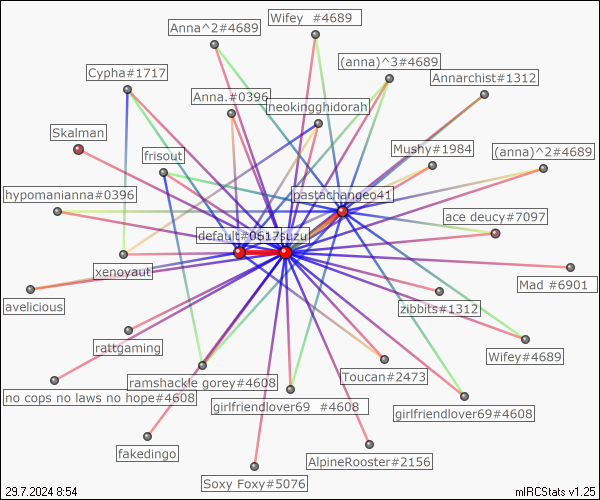 Wifey #4689
Anna^2#4689
(anna)^3#4689
Cypha#1717
Annarchist#1312
Anna.#0396
neokingghidorah
Skalman
Mushy#1984
frisout
(anna)^2#4689
hypomanianna#0396
pastachangeo41
ace deucy#7097
default#0617
suzu
xenoyaut
Mad #6901
avelicious
zibbits#1312
rattgaming
Wifey#4689
Toucan#2473
ramshackle gorey#4608
no cops no laws no hope#4608
girlfriendlover69 #4608
girlfriendlover69#4608
fakedingo
AlpineRooster#2156
Soxy Foxy#5076
29.7.2024 8:54
mIRCStats v1.25